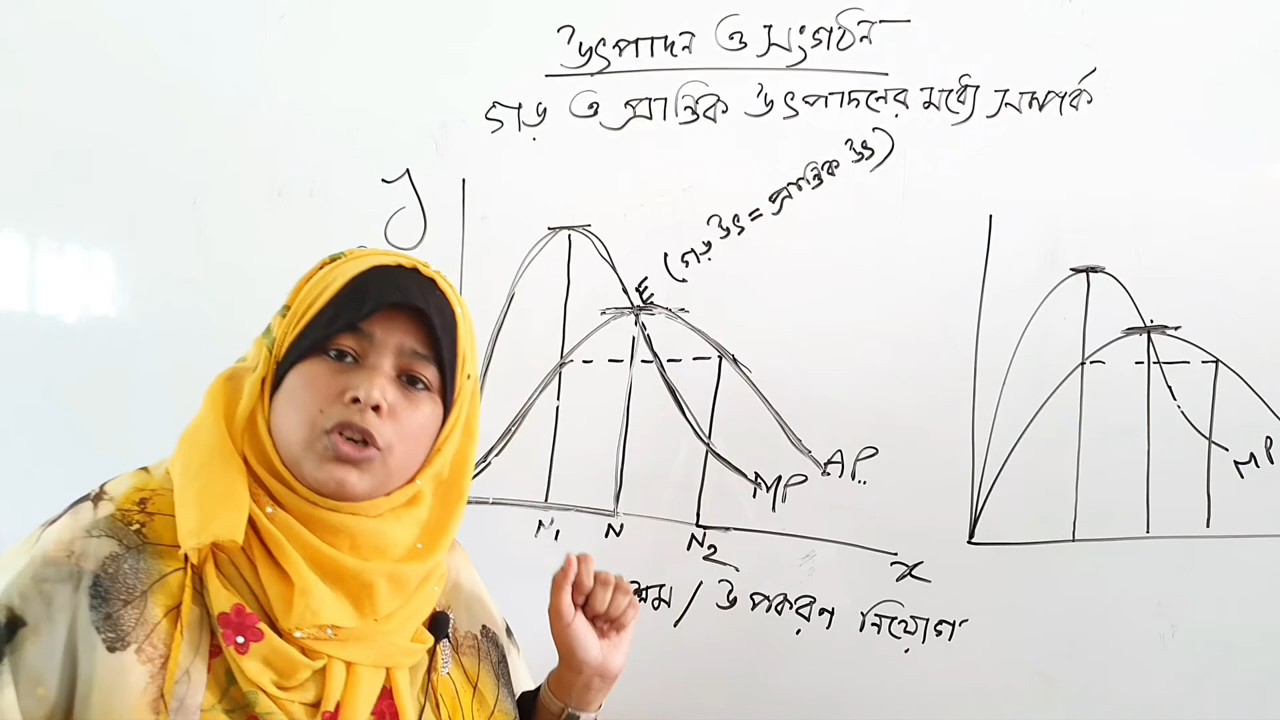 উৎপাদন ও সংগঠন
গড় ও প্রান্তিক উৎপাদনের মধ্যে সম্পর্ক
y
E (গড় উৎ = প্রান্তিক উৎ)
AP
MP
MP
N₁ N N₂
x
শ্রম / উপকরণ নিয়োগ